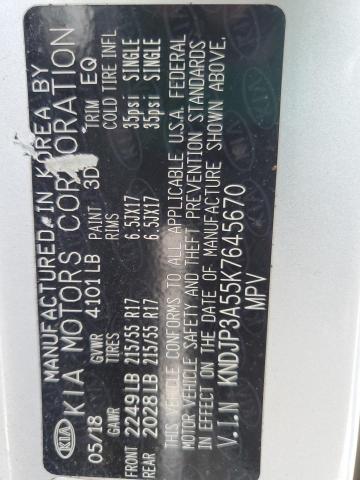 MANUFACTURED IN KOREA BY
KIA KIA MOTORS CORPORATION
05/18 GVWR 4101LB PAINT 3D TRIM EQ
GAWR TIRES RIMS COLD TIRE INFL
FRONT 2249LB 215/55 R17 6.5JX17 35psi SINGLE
REAR 2028LB 215/55 R17 6.5JX17 35psi SINGLE
THIS VEHICLE CONFORMS TO ALL APPLICABLE U.S.A. FEDERAL
MOTOR VEHICLE SAFETY AND THEFT PREVENTION STANDARDS
IN EFFECT ON THE DATE OF MANUFACTURE SHOWN ABOVE.
V.I.N KNDJP3A55K7645670
MPV